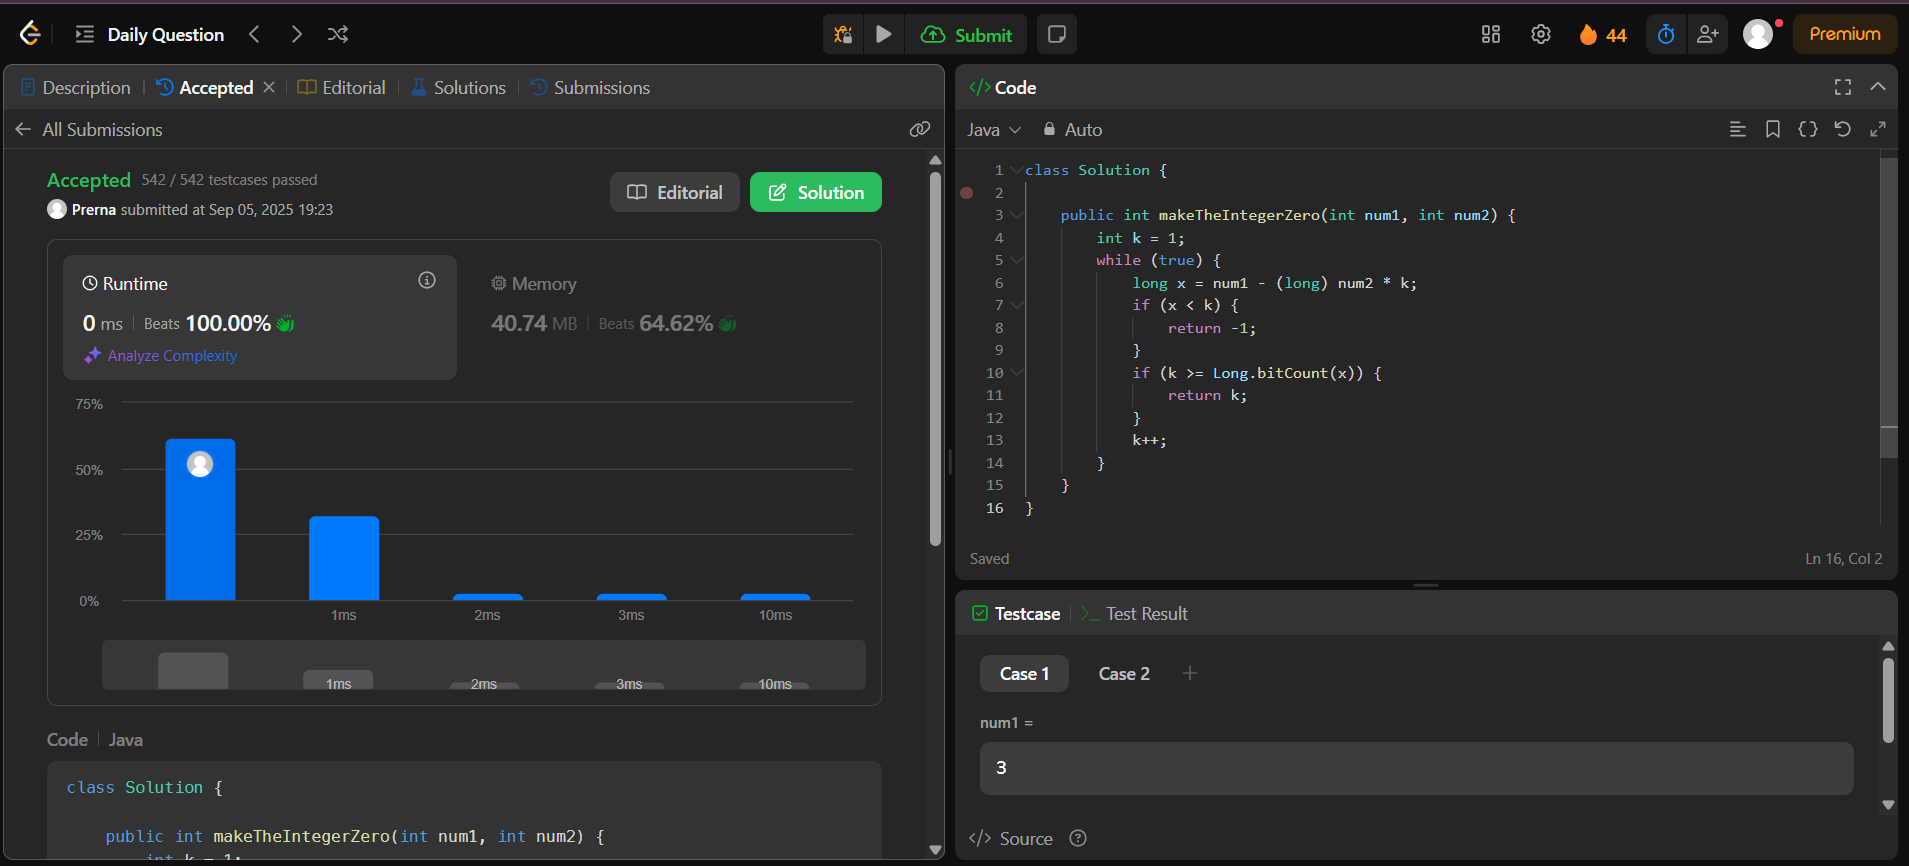 Daily Question
Submit
44
Premium
Description
Accepted
Editorial
Solutions
Submissions
All Submissions
Accepted 542 / 542 testcases passed
Prerna submitted at Sep 05, 2025 19:23
Editorial
Solution
Runtime
0 ms Beats 100.00%
Analyze Complexity
Memory
40.74 MB Beats 64.62%
75%
50%
25%
0%
1ms 2ms 3ms 10ms
1ms 2ms 3ms 10ms
Code Java
class Solution {
public int makeTheIntegerZero(int num1, int num2) {
int k = 1;
</> Code
Java Auto
1 class Solution {
2
3 public int makeTheIntegerZero(int num1, int num2) {
4 int k = 1;
5 while (true) {
6 long x = num1 - (long) num2 * k;
7 if (x < k) {
8 return -1;
9 }
10 if (k >= Long.bitCount(x)) {
11 return k;
12 }
13 k++;
14 }
15 }
16 }
Saved Ln 16, Col 2
Testcase
>_ Test Result
Case 1 Case 2 +
num1 =
3
</> Source ?